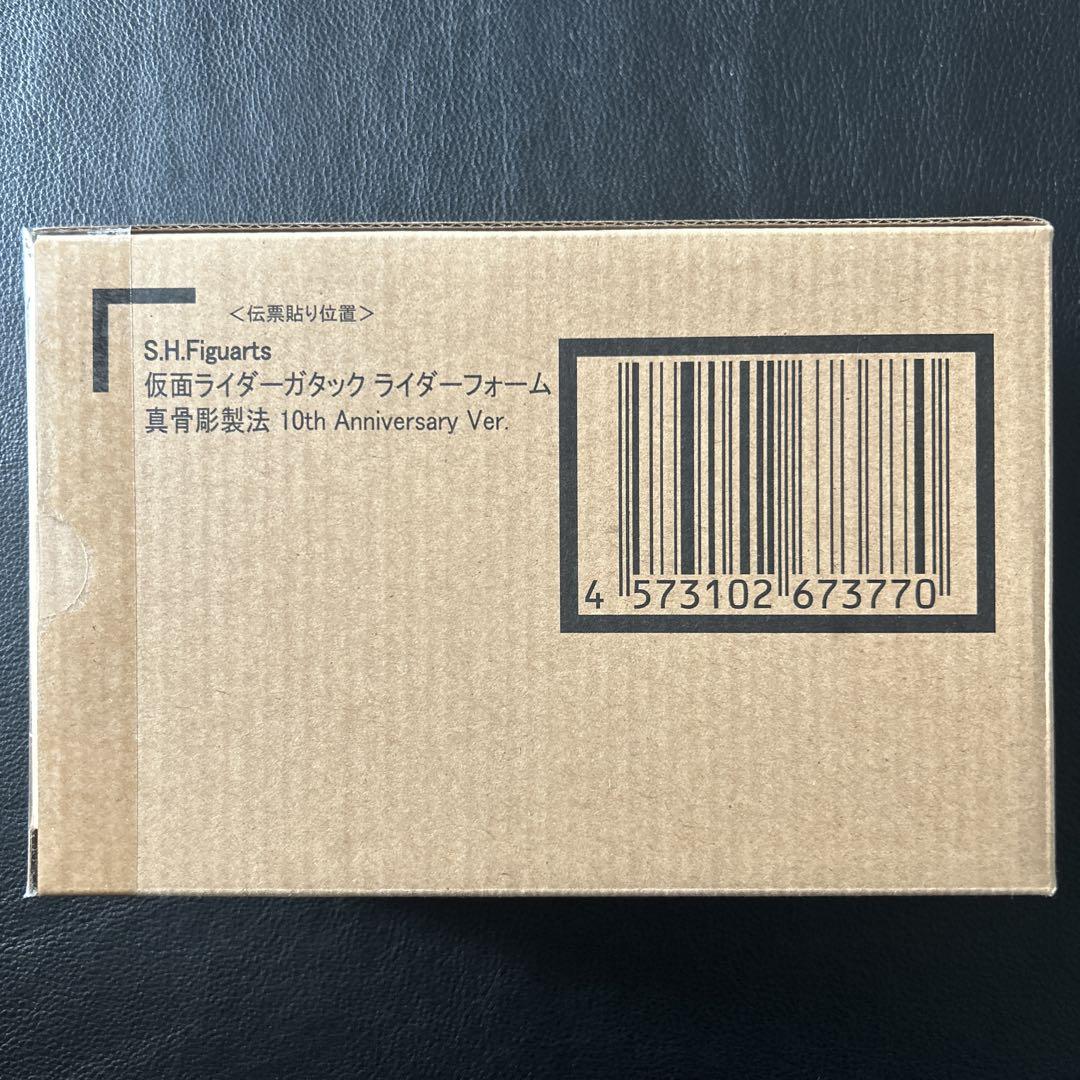 ＜伝票貼り位置＞
S.H.Figuarts
仮面ライダーガタック ライダーフォーム
真骨彫製法 10th Anniversary Ver.
4 573102 673770